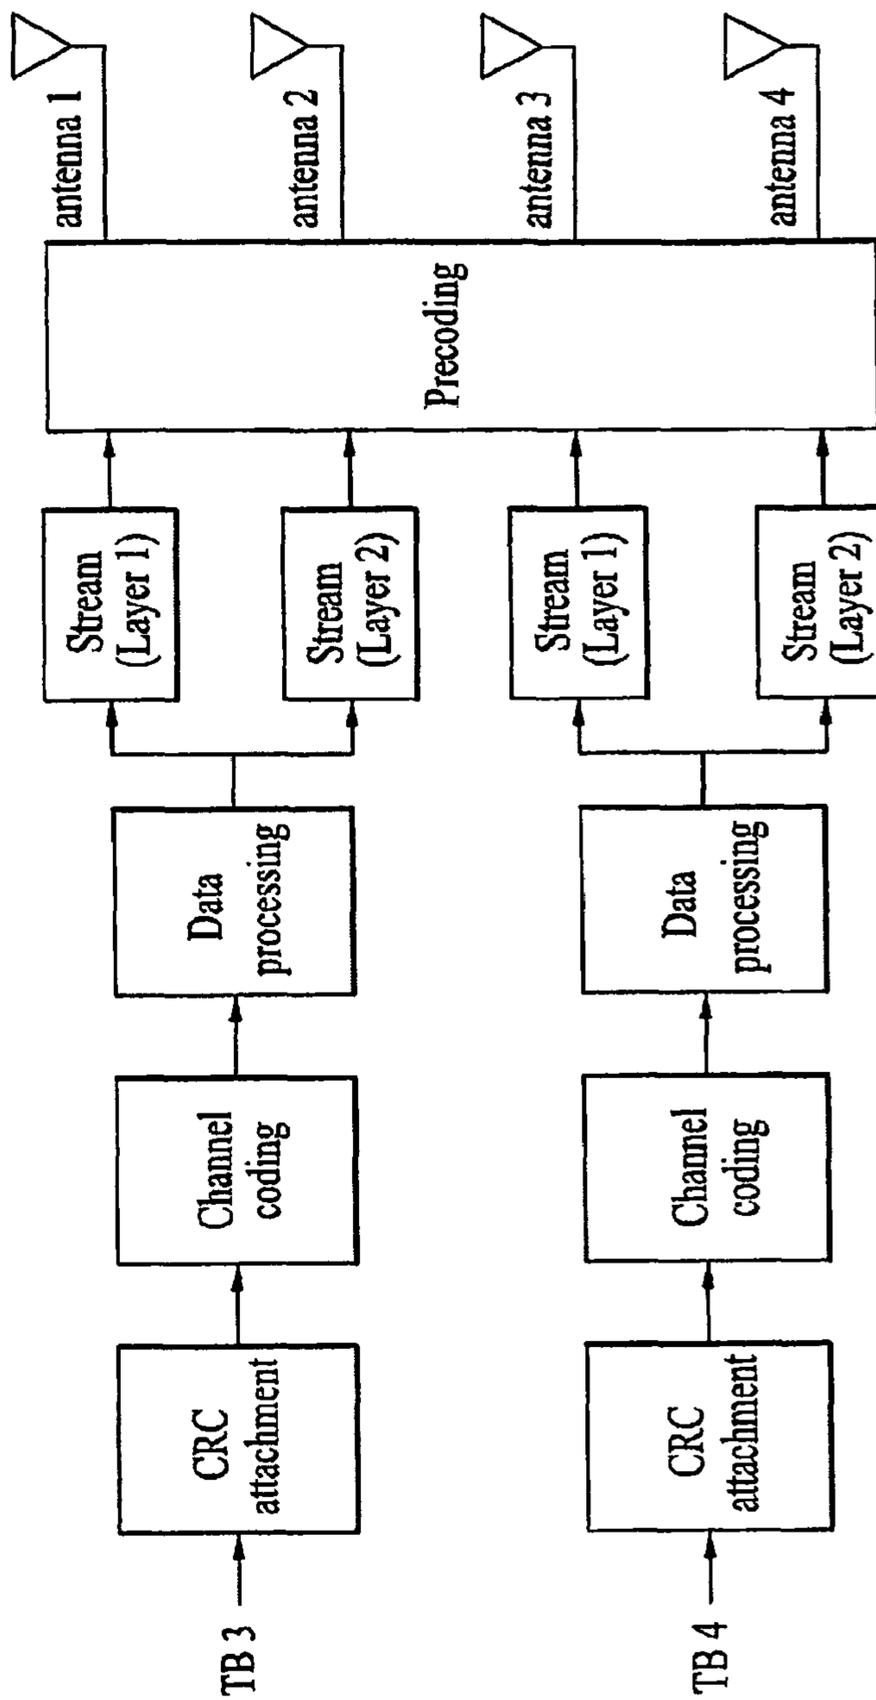 TB 3
CRC
attachment
Channel
coding
Data
processing
Stream
(Layer 1)
Stream
(Layer 2)
TB 4
CRC
attachment
Channel
coding
Data
processing
Stream
(Layer 1)
Stream
(Layer 2)
Precoding
antenna 1
antenna 2
antenna 3
antenna 4